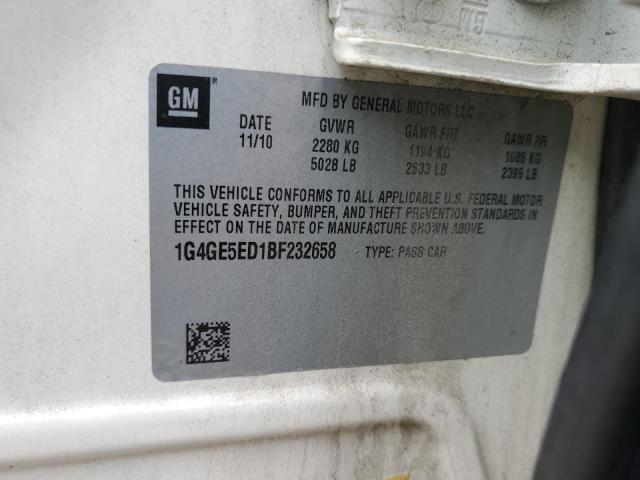 GM
MFD BY GENERAL MOTORS LLC
DATE GVWR GAWR FRT GAWR RR
11/10 2280 KG 1194 KG 1086 KG
5028 LB 2633 LB 2395 LB
THIS VEHICLE CONFORMS TO ALL APPLICABLE U.S. FEDERAL MOTOR
VEHICLE SAFETY, BUMPER, AND THEFT PREVENTION STANDARDS IN
EFFECT ON THE DATE OF MANUFACTURE SHOWN ABOVE.
1G4GE5ED1BF232658 TYPE: PASS CAR